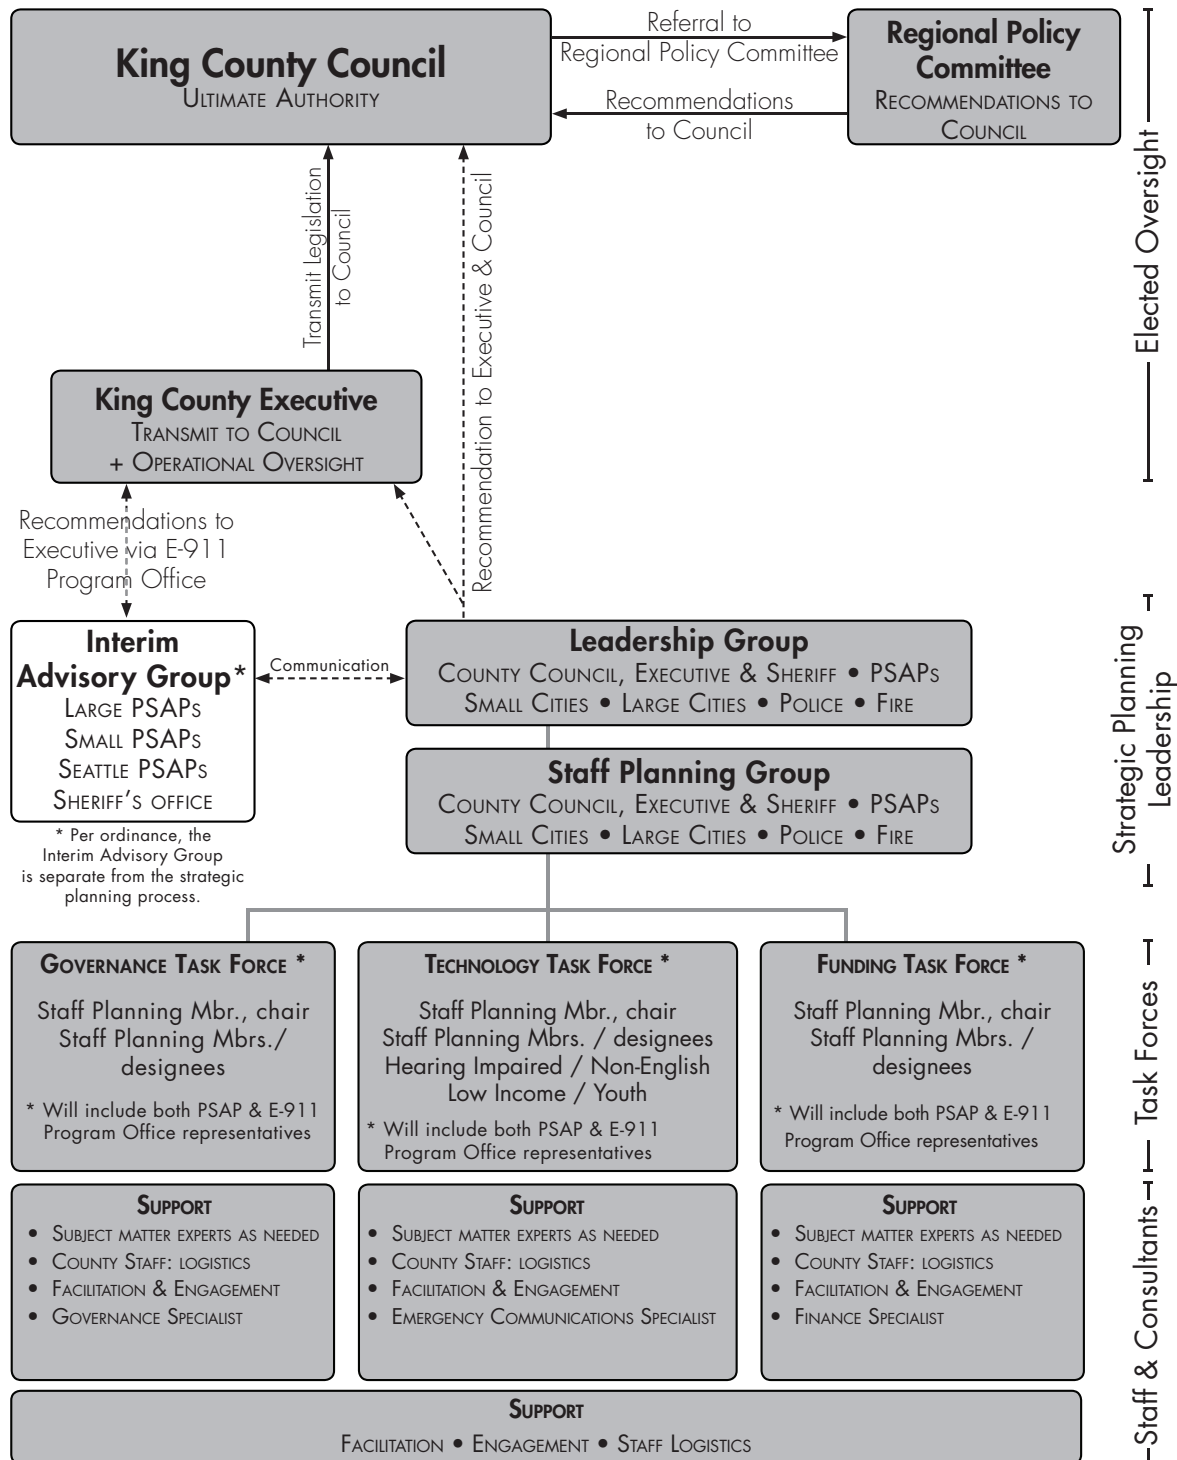 King County Council
Ultimate Authority
Referral to
Regional Policy Committee
Recommendations
to Council
Regional Policy
Committee
Recommendations to
Council
Elected Oversight
Transmit Legislation
to Council
Recommendation to Executive & Council
King County Executive
Transmit to Council
+ Operational Oversight
Recommendations to
Executive via E-911
Program Office
Interim
Advisory Group*
Large PSAPs
Small PSAPs
Seattle PSAPs
Sheriff's office
* Per ordinance, the
Interim Advisory Group
is separate from the strategic
planning process.
Communication
Leadership Group
County Council, Executive & Sheriff • PSAPs
Small Cities • Large Cities • Police • Fire
Staff Planning Group
County Council, Executive & Sheriff • PSAPs
Small Cities • Large Cities • Police • Fire
Strategic Planning
Leadership
Governance Task Force *
Staff Planning Mbr., chair
Staff Planning Mbrs./
designees
* Will include both PSAP & E-911
Program Office representatives
Technology Task Force *
Staff Planning Mbr., chair
Staff Planning Mbrs. / designees
Hearing Impaired / Non-English
Low Income / Youth
* Will include both PSAP & E-911
Program Office representatives
Funding Task Force *
Staff Planning Mbr., chair
Staff Planning Mbrs. /
designees
* Will include both PSAP & E-911
Program Office representatives
Task Forces
Support
• Subject matter experts as needed
• County Staff: logistics
• Facilitation & Engagement
• Governance Specialist
Support
• Subject matter experts as needed
• County Staff: logistics
• Facilitation & Engagement
• Emergency Communications Specialist
Support
• Subject matter experts as needed
• County Staff: logistics
• Facilitation & Engagement
• Finance Specialist
Staff & Consultants
Support
Facilitation • Engagement • Staff Logistics